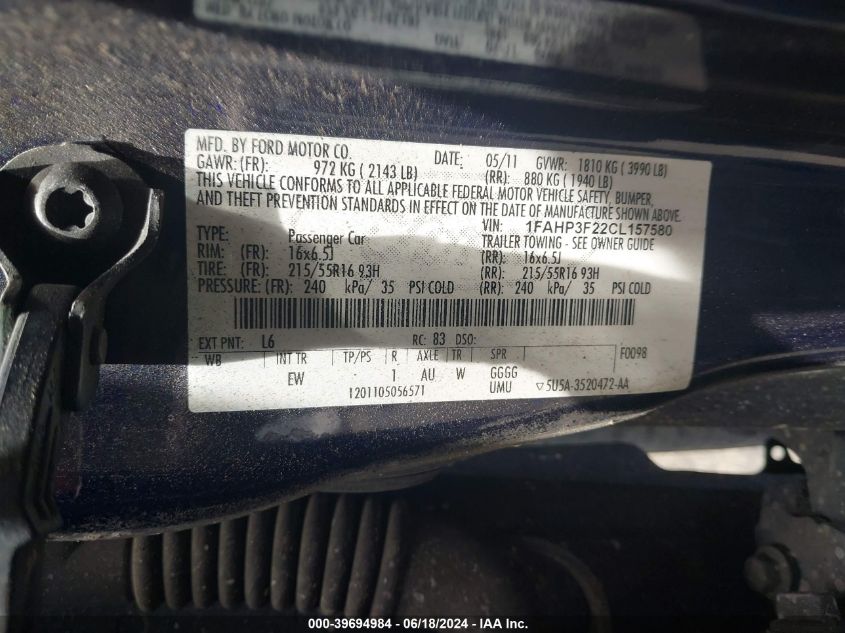 MFD. BY FORD MOTOR CO. DATE: 05/11 GVWR: 1810 KG ( 3990 LB)
GAWR: (FR): 972 KG ( 2143 LB) (RR): 880 KG ( 1940 LB)
THIS VEHICLE CONFORMS TO ALL APPLICABLE FEDERAL MOTOR VEHICLE SAFETY, BUMPER,
AND THEFT PREVENTION STANDARDS IN EFFECT ON THE DATE OF MANUFACTURE SHOWN ABOVE.
VIN: 1FAHP3F22CL157580
TYPE: Passenger Car TRAILER TOWING - SEE OWNER GUIDE
RIM: (FR): 16x6.5J (RR): 16x6.5J
TIRE: (FR): 215/55R16 93H (RR): 215/55R16 93H
PRESSURE: (FR): 240 kPa/ 35 PSI COLD (RR): 240 kPa/ 35 PSI COLD
EXT PNT: L6 RC: 83 DSO:
WB INT TR TP/PS R AXLE TR SPR F0098
EW - 1 AU W GGGG
1201105056571 UMU ▽5U5A-3520472-AA
000-39694984 / 06/18/2024 - IAA Inc.